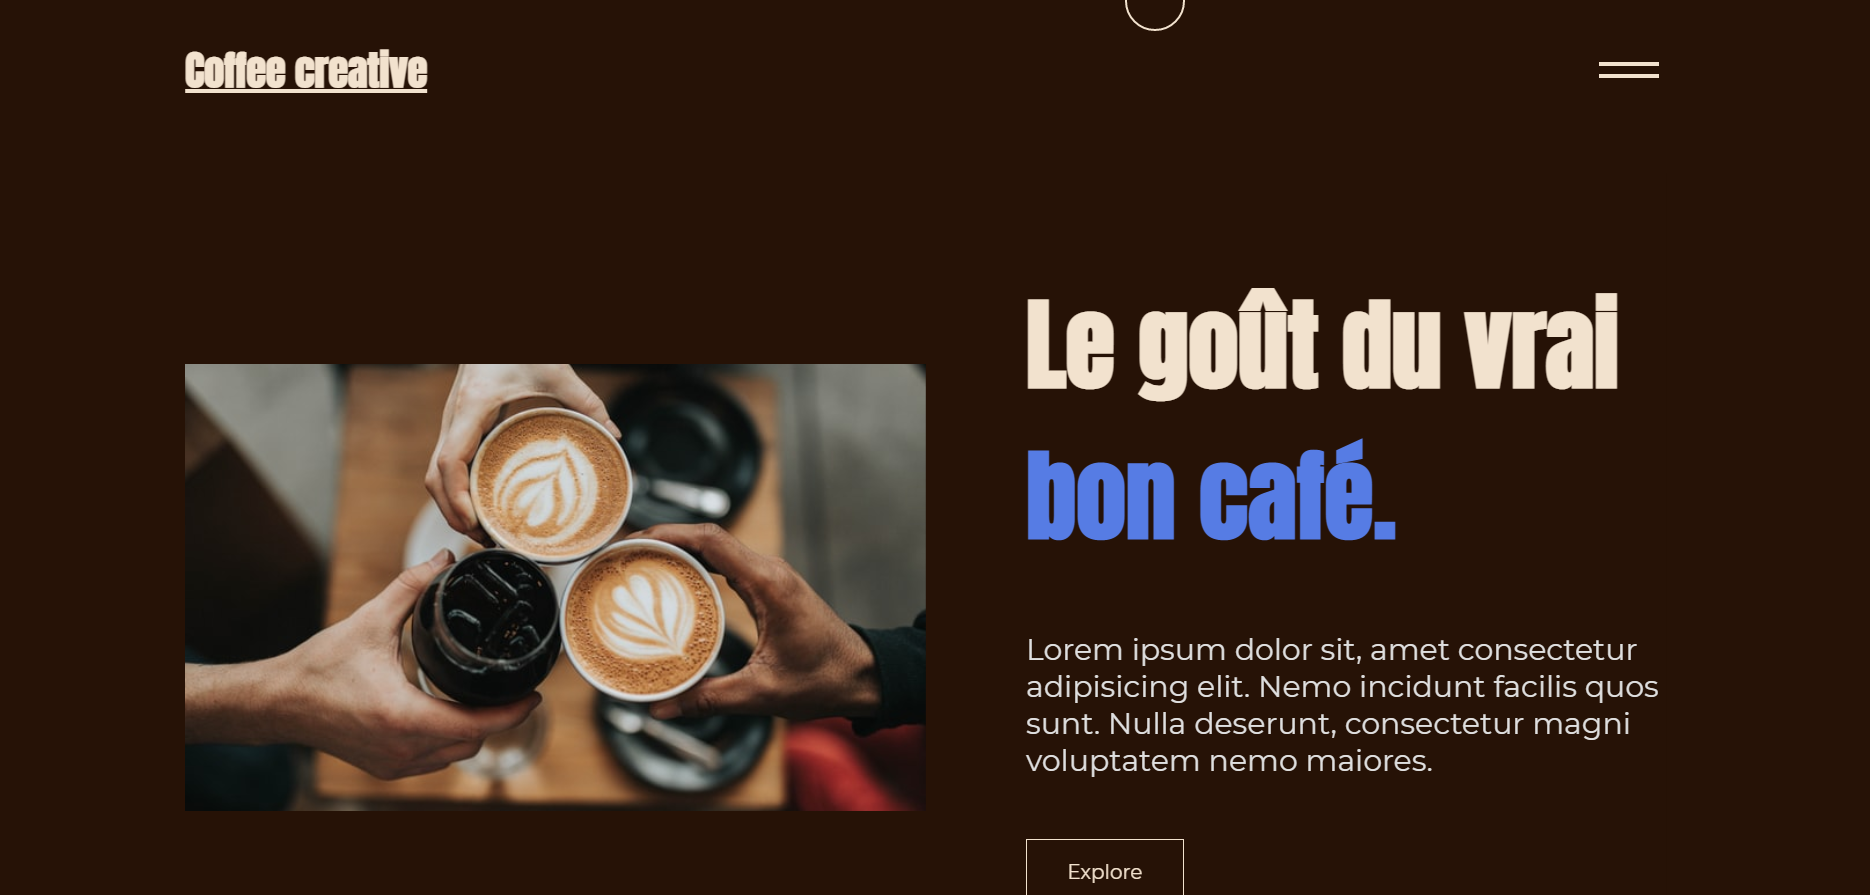 Coffee creative
Le goût du vrai
bon café.
Lorem ipsum dolor sit, amet consectetur
adipisicing elit. Nemo incidunt facilis quos
sunt. Nulla deserunt, consectetur magni
voluptatem nemo maiores.
Explore